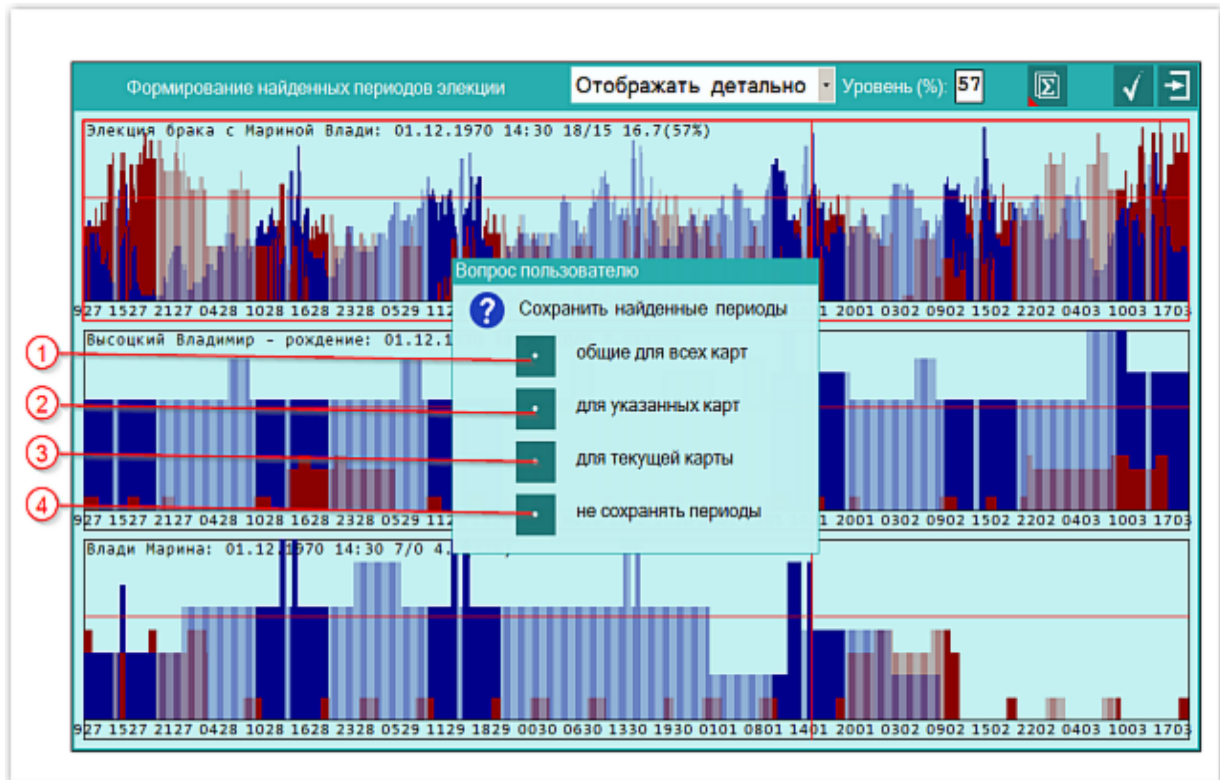 Формирование найденных периодов элекции Отображать детально Уровень (%): 57
Элекция брака с Мариной Влади: 01.12.1970 14:30 18/15 16.7(57%)
927 1527 2127 0428 1028 1628 2328 0529 112 1 2001 0302 0902 1502 2202 0403 1003 1703
Вопрос пользователю
Сохранить найденные периоды
1 общие для всех карт
2 для указанных карт
3 для текущей карты
4 не сохранять периоды
Высоцкий Владимир - рождение: 01.12.1
927 1527 2127 0428 1028 1628 2328 0529 112 1 2001 0302 0902 1502 2202 0403 1003 1703
Влади Марина: 01.12.1970 14:30 7/0 4.
927 1527 2127 0428 1028 1628 2328 0529 1129 1829 0030 0630 1330 1930 0101 0801 1401 2001 0302 0902 1502 2202 0403 1003 1703